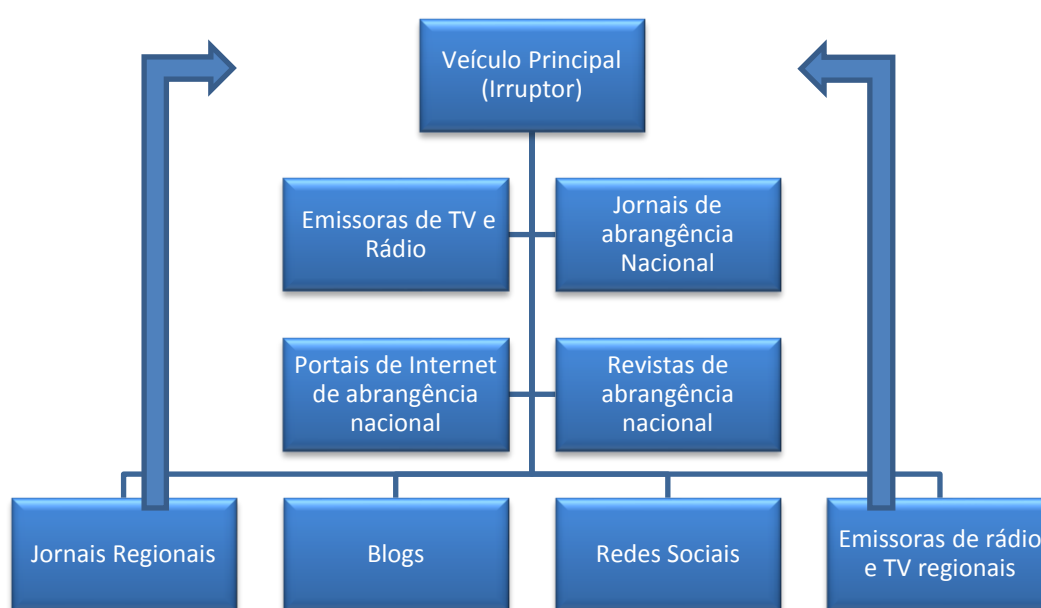 Veículo Principal
(Irruptor)
Emissoras de TV e
Rádio
Jornais de
abrangência
Nacional
Portais de Internet
de abrangência
nacional
Revistas de
abrangência
nacional
Jornais Regionais
Blogs
Redes Sociais
Emissoras de rádio
e TV regionais